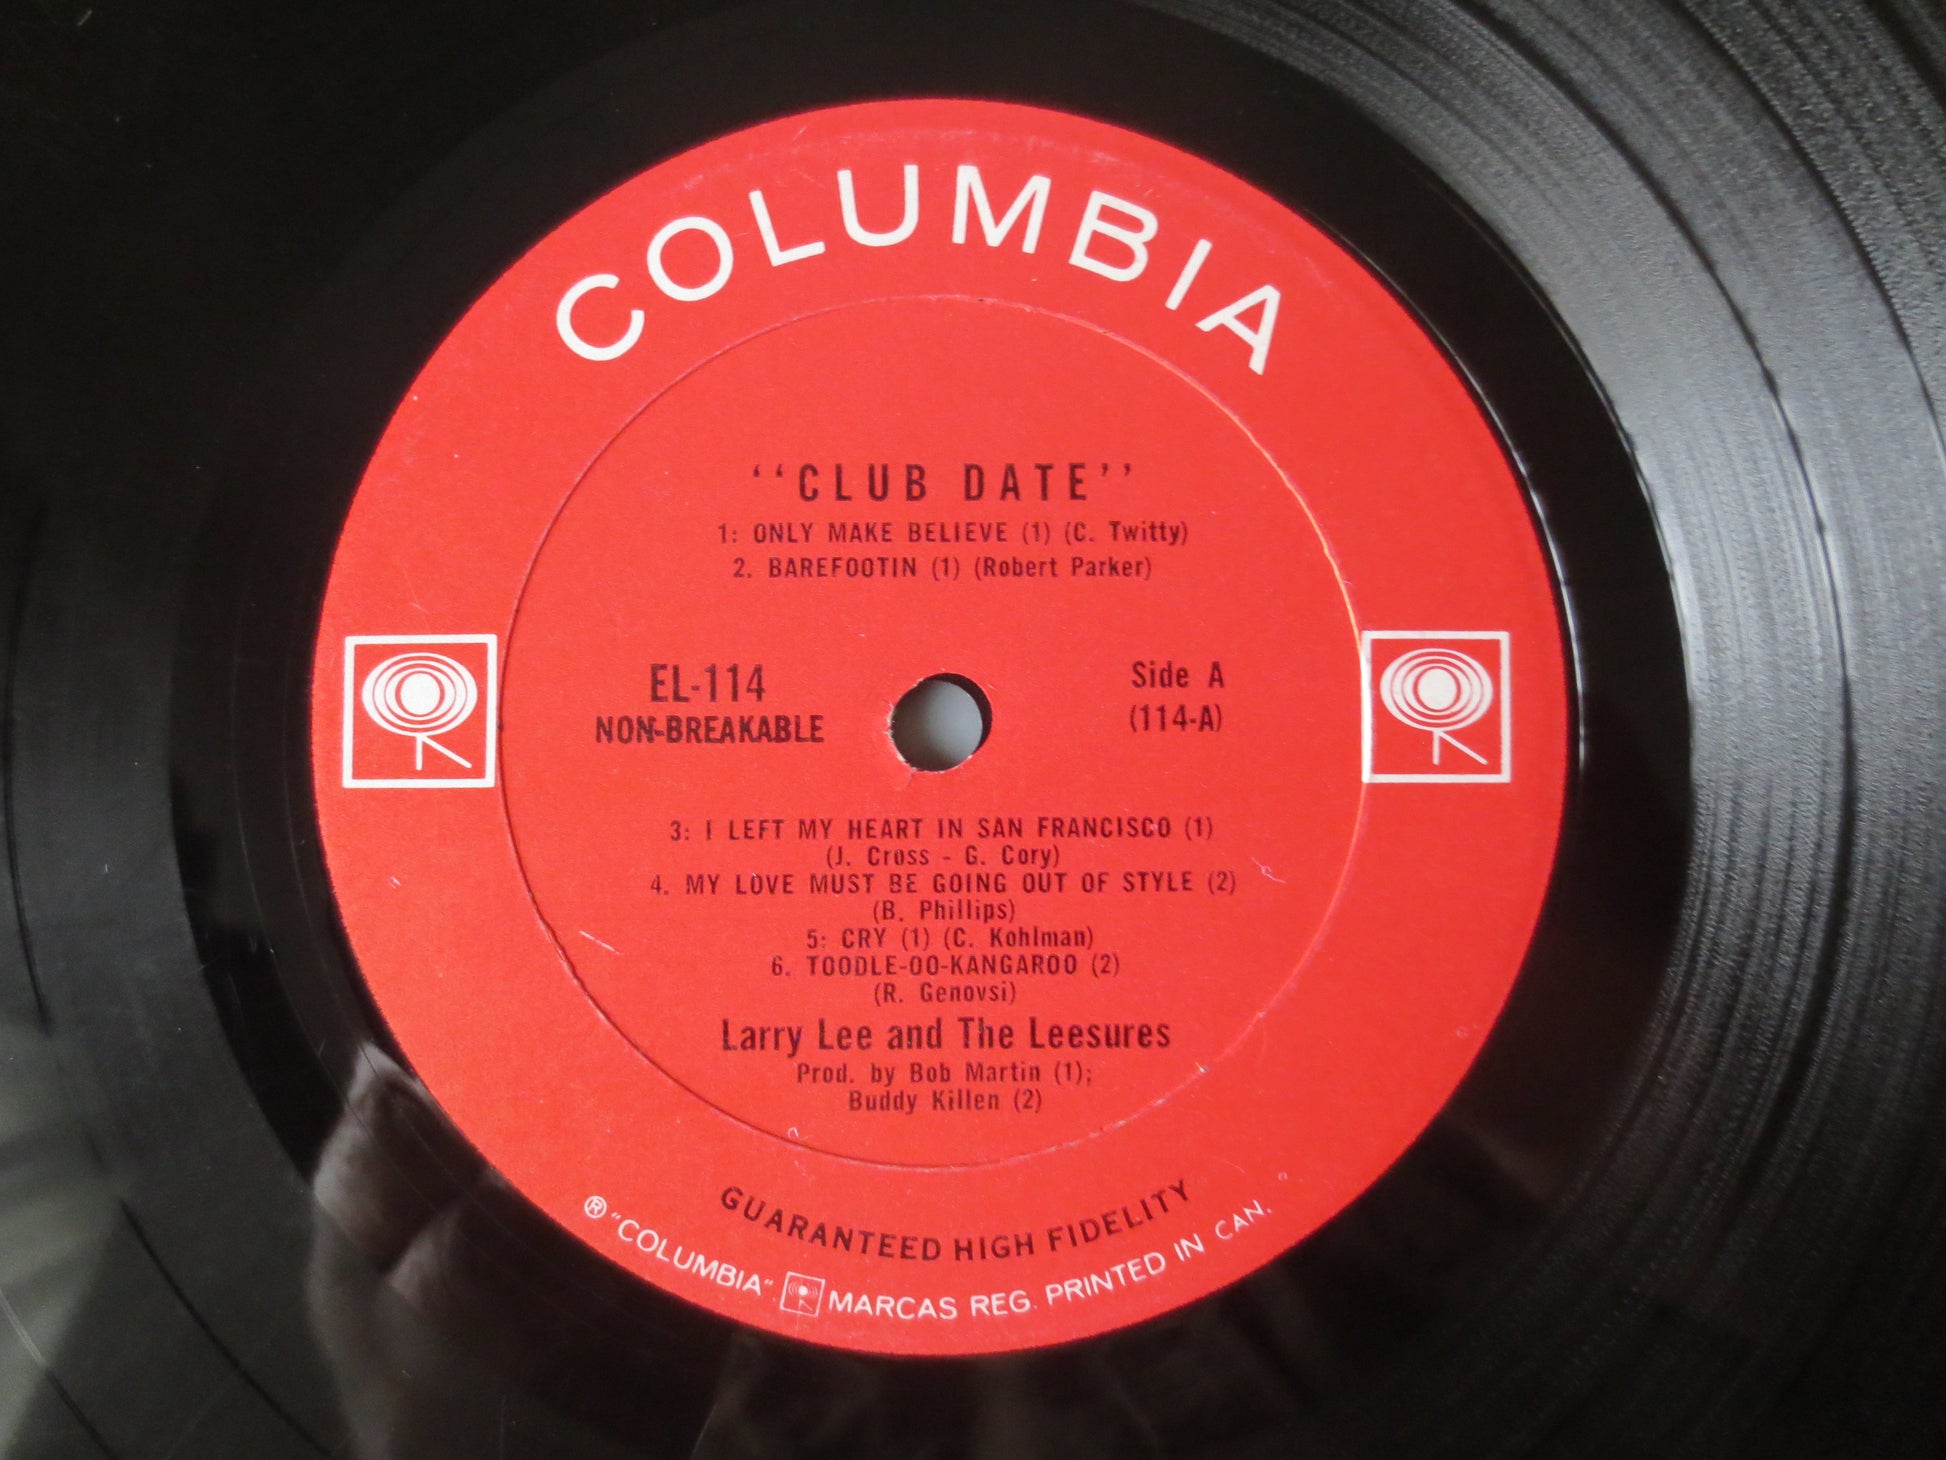 COLUMBIA
"CLUB DATE"
1: ONLY MAKE BELIEVE (1) (C. Twitty)
2. BAREFOOTIN (1) (Robert Parker)
EL-114
NON-BREAKABLE
Side A
(114-A)
3: I LEFT MY HEART IN SAN FRANCISCO (1)
(J. Cross - G. Cory)
4. MY LOVE MUST BE GOING OUT OF STYLE (2)
(B. Phillips)
5: CRY (1) (C. Kohlman)
6. TOODLE-OO-KANGAROO (2)
(R. Genovsi)
Larry Lee and The Leesures
Prod. by Bob Martin (1);
Buddy Killen (2)
GUARANTEED HIGH FIDELITY
® "COLUMBIA". MARCAS REG. PRINTED IN CAN.